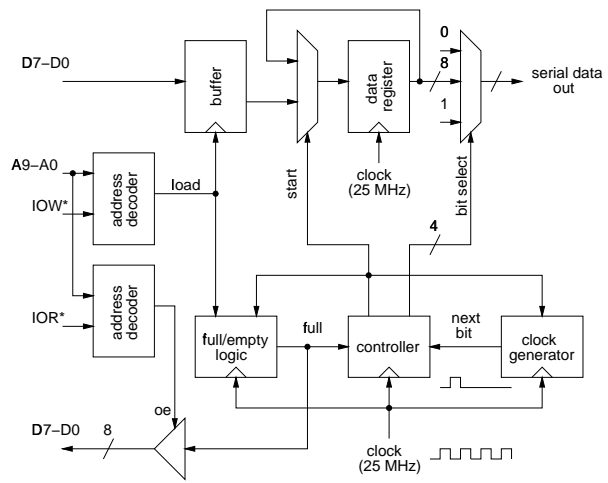 0
D7–D0
buffer
data
register
8
1
serial data
out
A9–A0
IOW*
address
decoder
load
start
clock
(25 MHz)
bit select
4
IOR*
address
decoder
full/empty
logic
full
controller
next
bit
clock
generator
oe
D7–D0
8
clock
(25 MHz)